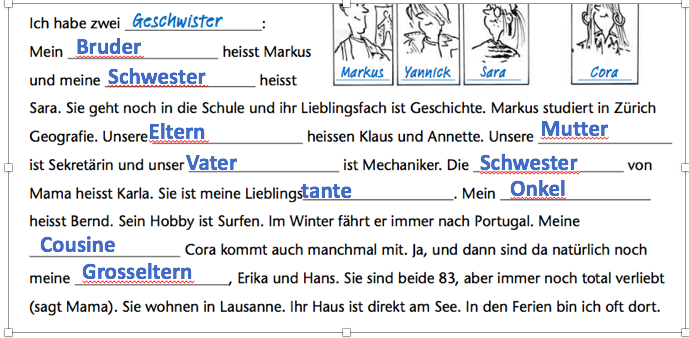 Ich habe zwei Geschwister :
Markus Yannick Sara Cora
Mein Bruder heisst Markus
und meine Schwester heisst
Sara. Sie geht noch in die Schule und ihr Lieblingsfach ist Geschichte. Markus studiert in Zürich
Geografie. Unsere Eltern heissen Klaus und Annette. Unsere Mutter
ist Sekretärin und unser Vater ist Mechaniker. Die Schwester von
Mama heisst Karla. Sie ist meine Lieblingstante. Mein Onkel
heisst Bernd. Sein Hobby ist Surfen. Im Winter fährt er immer nach Portugal. Meine
Cousine Cora kommt auch manchmal mit. Ja, und dann sind da natürlich noch
meine Grosseltern, Erika und Hans. Sie sind beide 83, aber immer noch total verliebt
(sagt Mama). Sie wohnen in Lausanne. Ihr Haus ist direkt am See. In den Ferien bin ich oft dort.